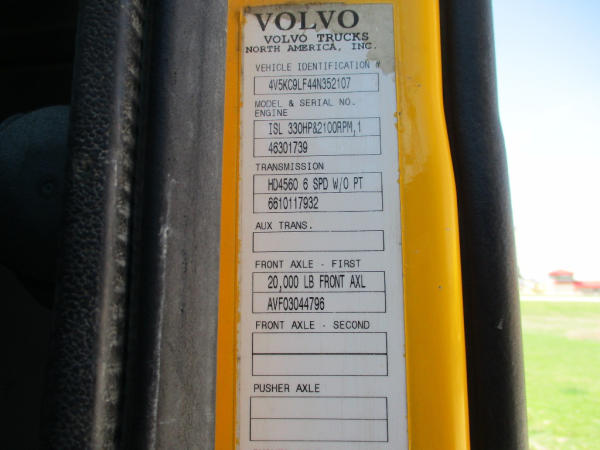 VOLVO
VOLVO TRUCKS
NORTH AMERICA, INC.
VEHICLE IDENTIFICATION #
4V5KC9LF44N352107
MODEL & SERIAL NO.
ENGINE
ISL 330HP&2100RPM,1
46301739
TRANSMISSION
HD4560 6 SPD W/O PT
6610117932
AUX TRANS.
FRONT AXLE - FIRST
20,000 LB FRONT AXL
AVF03044796
FRONT AXLE - SECOND
PUSHER AXLE